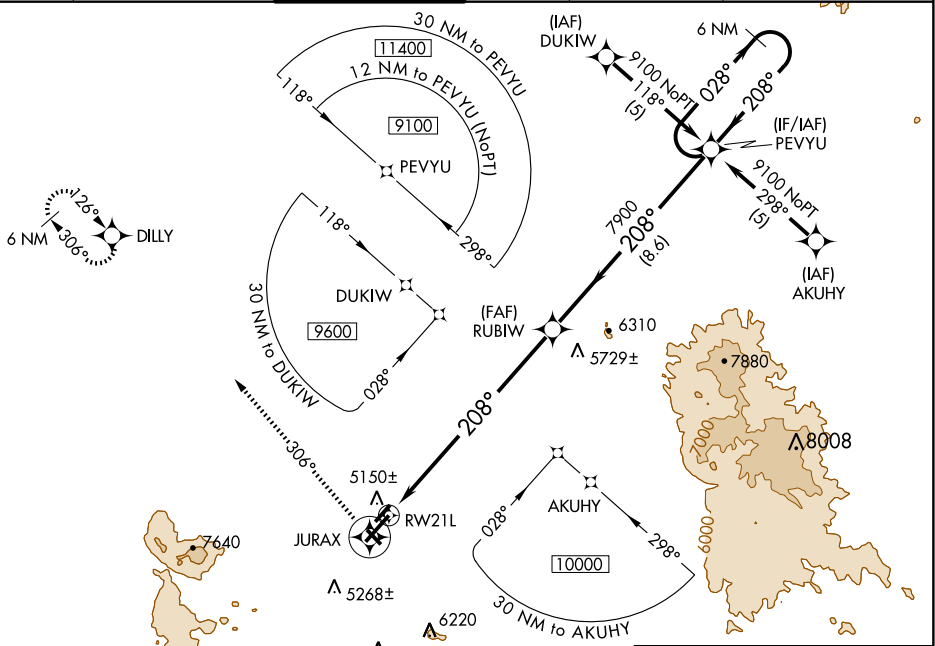 30 NM to PEVYU
11400
12 NM to PEVYU (NoPT)
9100
118°
PEVYU
298°
(IAF)
DUKIW
6 NM
9100 NoPT
118°
(5)
028°
208°
(IF/IAF)
PEVYU
9100 NoPT
298°
(5)
(IAF)
AKUHY
7900
208°
(8.6)
126°
6 NM
306°
DILLY
118°
DUKIW
9600
30 NM to DUKIW
028°
(FAF)
RUBIW
6310
5729±
7880
7000
8008
6000
208°
306°
5150±
RW21L
JURAX
7640
5268±
6220
AKUHY
028°
298°
10000
30 NM to AKUHY